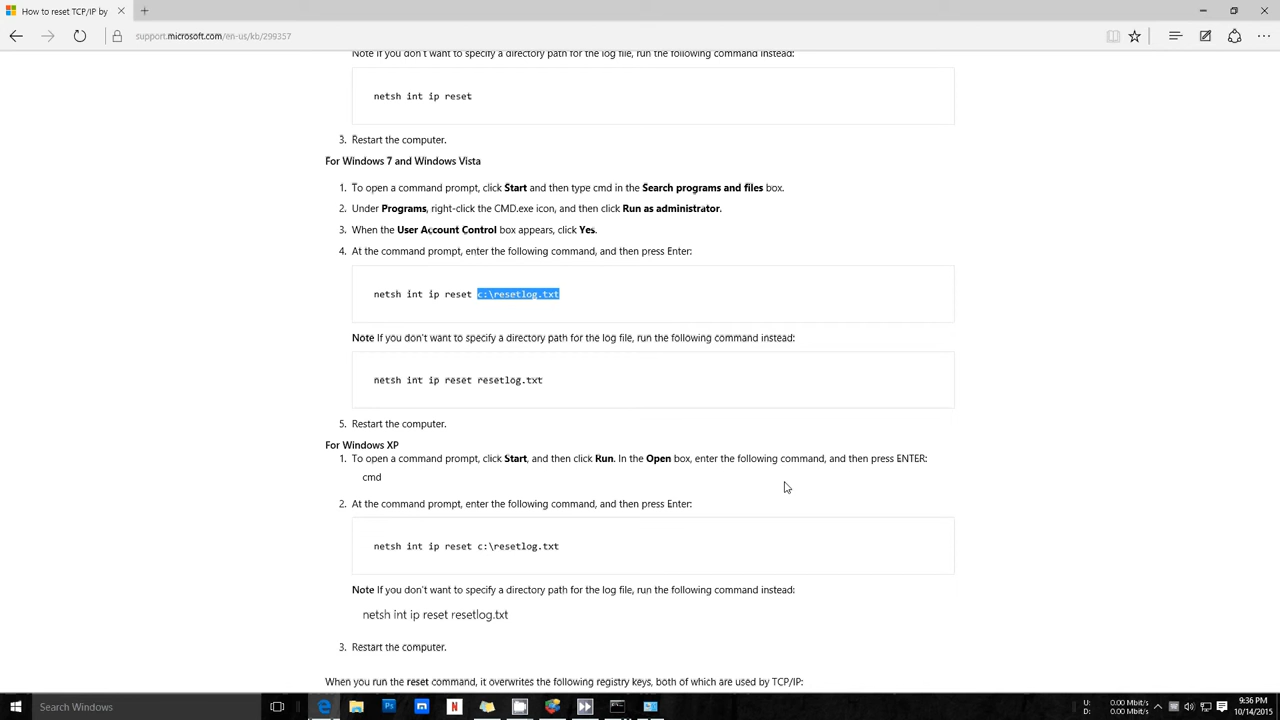 How to reset TCP/IP by
support.microsoft.com/en-us/kb/299357
Note If you don't want to specify a directory path for the log file, run the following command instead:
netsh int ip reset
3. Restart the computer.
For Windows 7 and Windows Vista
1. To open a command prompt, click Start and then type cmd in the Search programs and files box.
2. Under Programs, right-click the CMD.exe icon, and then click Run as administrator.
3. When the User Account Control box appears, click Yes.
4. At the command prompt, enter the following command, and then press Enter:
netsh int ip reset c:\resetlog.txt
Note If you don't want to specify a directory path for the log file, run the following command instead:
netsh int ip reset resetlog.txt
5. Restart the computer.
For Windows XP
1. To open a command prompt, click Start, and then click Run. In the Open box, enter the following command, and then press ENTER:
cmd
2. At the command prompt, enter the following command, and then press Enter:
netsh int ip reset c:\resetlog.txt
Note If you don't want to specify a directory path for the log file, run the following command instead:
netsh int ip reset resetlog.txt
3. Restart the computer.
When you run the reset command, it overwrites the following registry keys, both of which are used by TCP/IP:
Search Windows
U: 0.00 Mbit/s
D: 0.00 Mbit/s
9:36 PM
10/14/2015